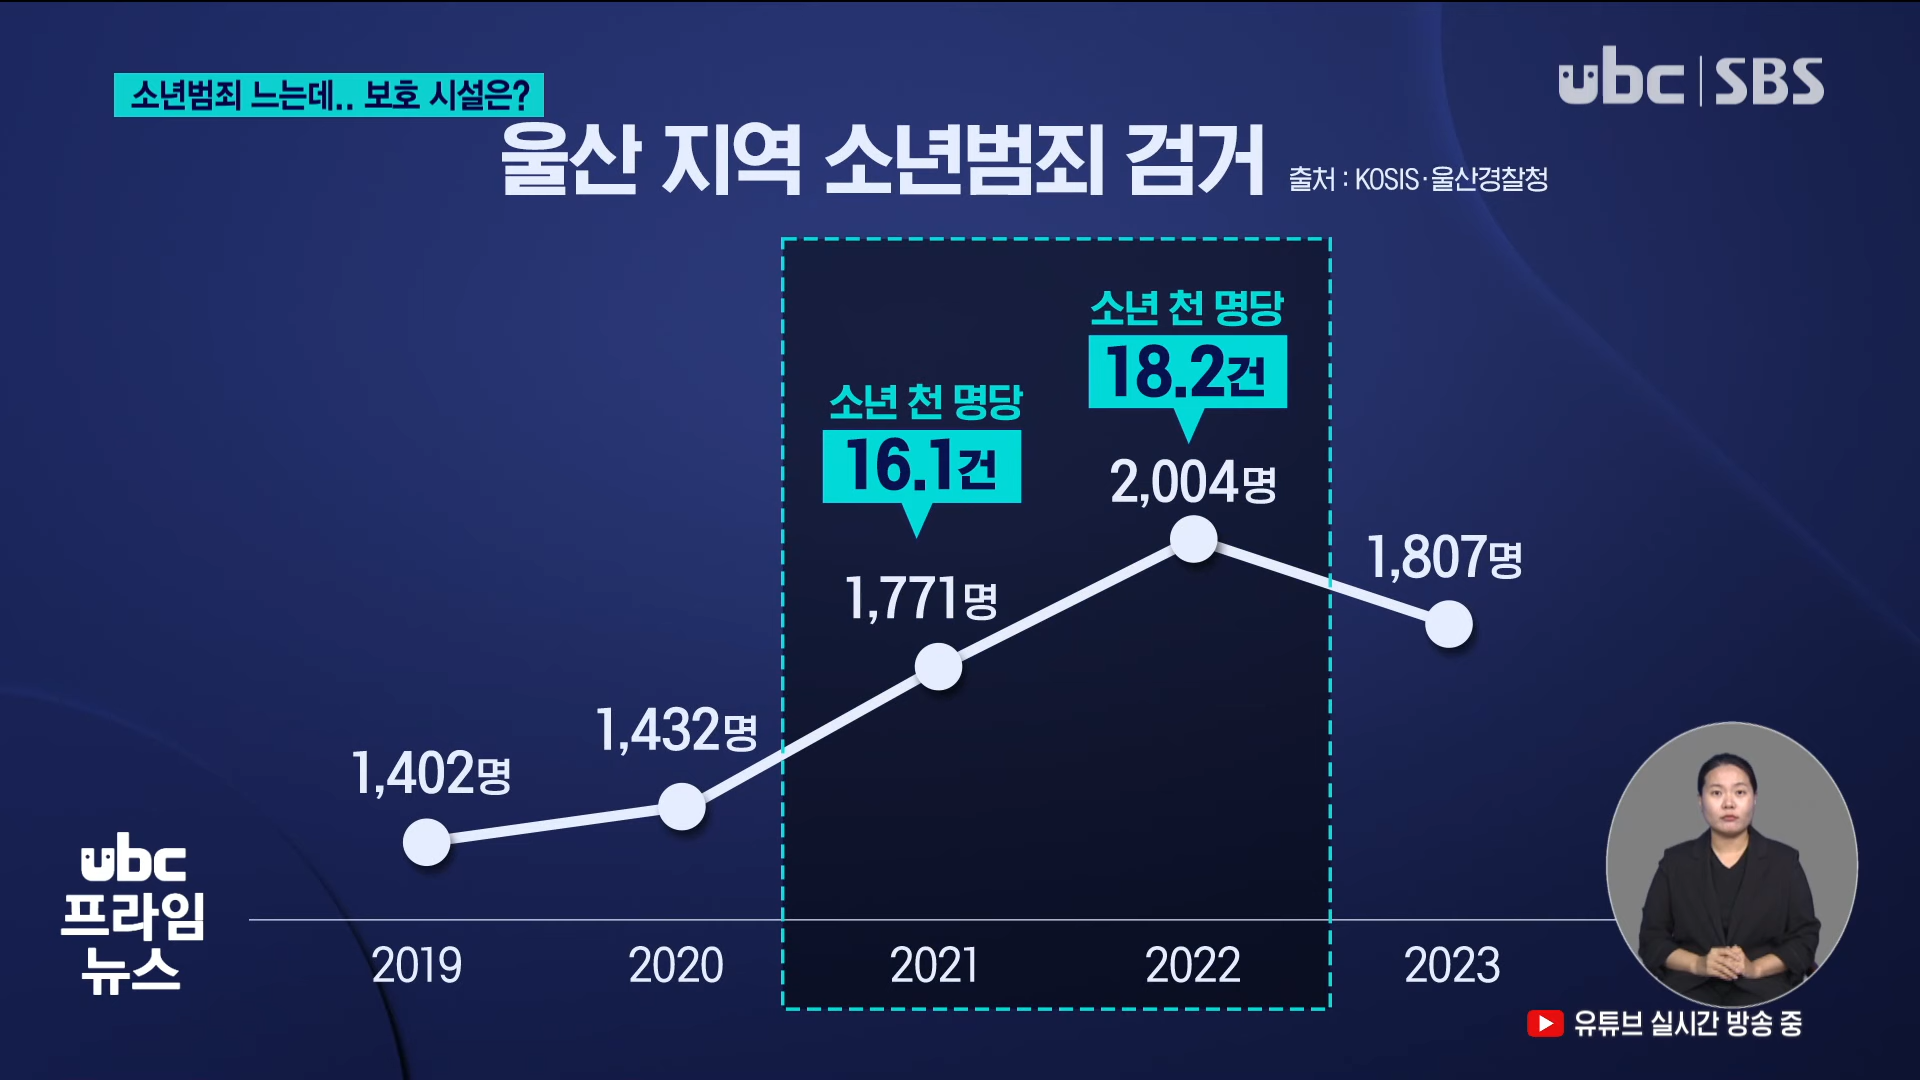 소년범죄 느는데.. 보호 시설은?
ubc SBS
울산 지역 소년범죄 검거 출처 : KOSIS·울산경찰청
소년 천 명당
18.2건
소년 천 명당
16.1건
2,004명
1,807명
1,771명
1,432명
1,402명
ubc
프라임
뉴스
2019 2020 2021 2022 2023
유튜브 실시간 방송 중